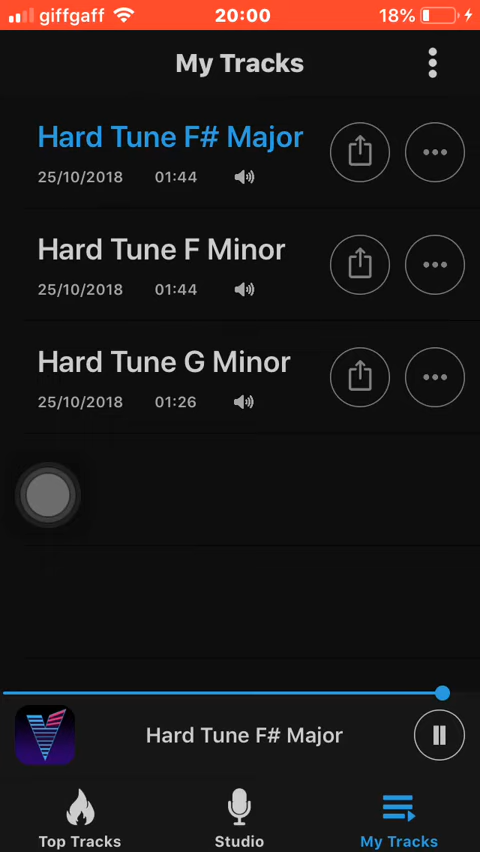 giffgaff 20:00 18%
My Tracks
Hard Tune F# Major
25/10/2018 01:44
Hard Tune F Minor
25/10/2018 01:44
Hard Tune G Minor
25/10/2018 01:26
Hard Tune F# Major
Top Tracks Studio My Tracks